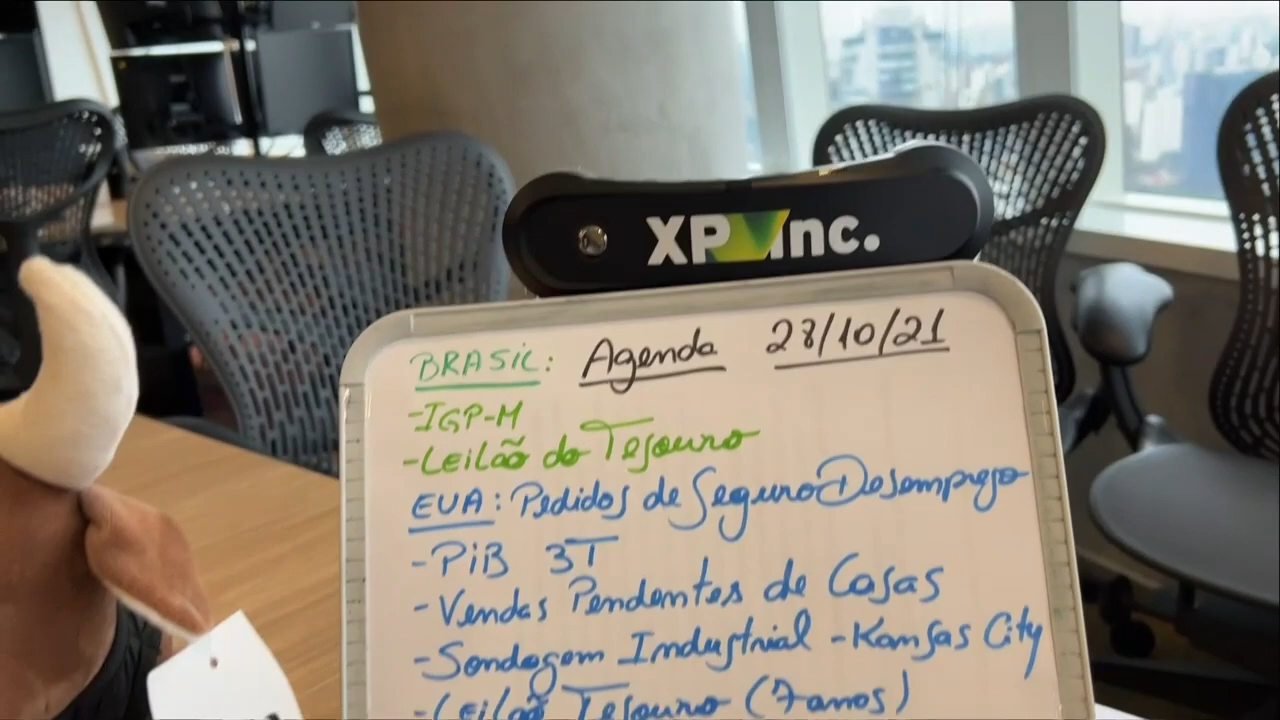 XP inc.
BRASIL: Agenda 28/10/21
-IGP-M
-Leilão do Tesouro
EUA: Pedidos de Seguro Desemprego
-PiB 3T
-Vendas Pendentes de Casas
-Sondagem Industrial -Kansas City
-Leilão Tesouro (7anos)